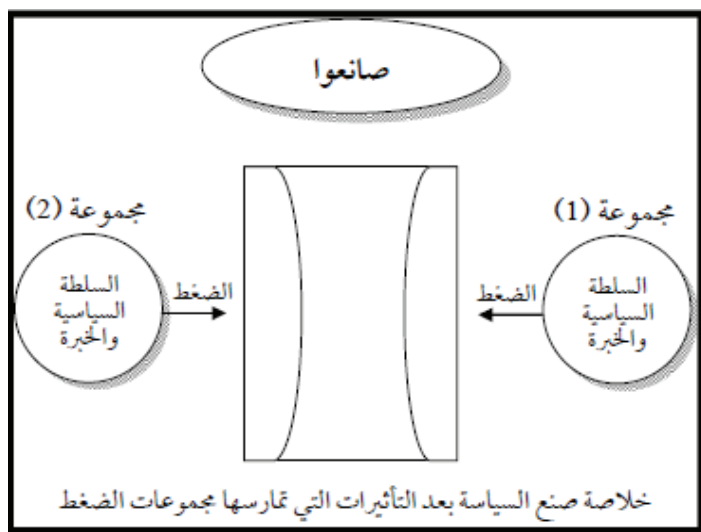 صانعوا
مجموعة (1)
السلطة
السياسية
والخبرة
الضغط
مجموعة (2)
السلطة
السياسية
والخبرة
الضغط
خلاصة صنع السياسة بعد التأثيرات التي تمارسها مجموعات الضغط